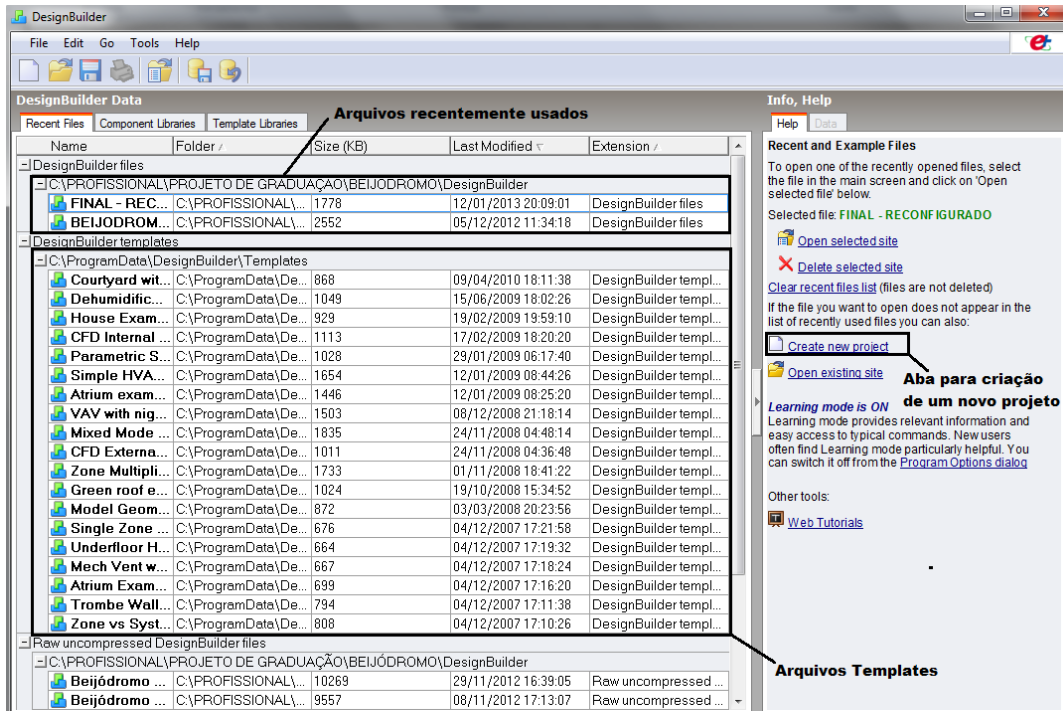 DesignBuilder
File Edit Go Tools Help
DesignBuilder Data
Recent Files Component Libraries Template Libraries
Arquivos recentemente usados
Name Folder Size (KB) Last Modified Extension
DesignBuilder files
C:\PROFISSIONAL\PROJETO DE GRADUAÇAO\BEIJODROMO\DesignBuilder
FINAL - REC... C:\PROFISSIONAL\... 1778 12/01/2013 20:09:01 DesignBuilder files
BEIJODROM... C:\PROFISSIONAL\... 2552 05/12/2012 11:34:18 DesignBuilder files
DesignBuilder templates
C:\ProgramData\DesignBuilder\Templates
Courtyard wit... C:\ProgramData\De... 868 09/04/2010 18:11:38 DesignBuilder templ...
Dehumidific... C:\ProgramData\De... 1049 15/06/2009 18:02:26 DesignBuilder templ...
House Exam... C:\ProgramData\De... 929 19/02/2009 19:59:10 DesignBuilder templ...
CFD Internal ... C:\ProgramData\De... 1113 17/02/2009 18:20:20 DesignBuilder templ...
Parametric S... C:\ProgramData\De... 1028 29/01/2009 06:17:40 DesignBuilder templ...
Simple HVA... C:\ProgramData\De... 1654 12/01/2009 08:44:26 DesignBuilder templ...
Atrium exam... C:\ProgramData\De... 1446 12/01/2009 08:25:20 DesignBuilder templ...
VAV with nig... C:\ProgramData\De... 1503 08/12/2008 21:18:14 DesignBuilder templ...
Mixed Mode ... C:\ProgramData\De... 1835 24/11/2008 04:48:14 DesignBuilder templ...
CFD Externa... C:\ProgramData\De... 1011 24/11/2008 04:36:48 DesignBuilder templ...
Zone Multipli... C:\ProgramData\De... 1733 01/11/2008 18:41:22 DesignBuilder templ...
Green roof e... C:\ProgramData\De... 1024 19/10/2008 15:34:52 DesignBuilder templ...
Model Geom... C:\ProgramData\De... 872 03/03/2008 20:23:56 DesignBuilder templ...
Single Zone ... C:\ProgramData\De... 676 04/12/2007 17:21:58 DesignBuilder templ...
Underfloor H... C:\ProgramData\De... 664 04/12/2007 17:19:32 DesignBuilder templ...
Mech Vent w... C:\ProgramData\De... 667 04/12/2007 17:18:24 DesignBuilder templ...
Atrium Exam... C:\ProgramData\De... 699 04/12/2007 17:16:20 DesignBuilder templ...
Trombe Wall... C:\ProgramData\De... 794 04/12/2007 17:11:38 DesignBuilder templ...
Zone vs Syst... C:\ProgramData\De... 808 04/12/2007 17:10:26 DesignBuilder templ...
Raw uncompressed DesignBuilder files
C:\PROFISSIONAL\PROJETO DE GRADUAÇÃO\BEIJÓDROMO\DesignBuilder
Beijódromo ... C:\PROFISSIONAL\... 10269 29/11/2012 16:39:05 Raw uncompressed ...
Beijódromo ... C:\PROFISSIONAL\... 9557 08/11/2012 17:13:07 Raw uncompressed ...
Info, Help
Help Data
Recent and Example Files
To open one of the recently opened files, select
the file in the main screen and click on 'Open
selected file' below.
Selected file: FINAL - RECONFIGURADO
Open selected site
Delete selected site
Clear recent files list (files are not deleted)
If the file you want to open does not appear in the
list of recently used files you can also:
Create new project
Open existing site
Aba para criação
de um novo projeto
Learning mode is ON
Learning mode provides relevant information and
easy access to typical commands. New users
often find Learning mode particularly helpful. You
can switch it off from the Program Options dialog
Other tools:
Web Tutorials
Arquivos Templates